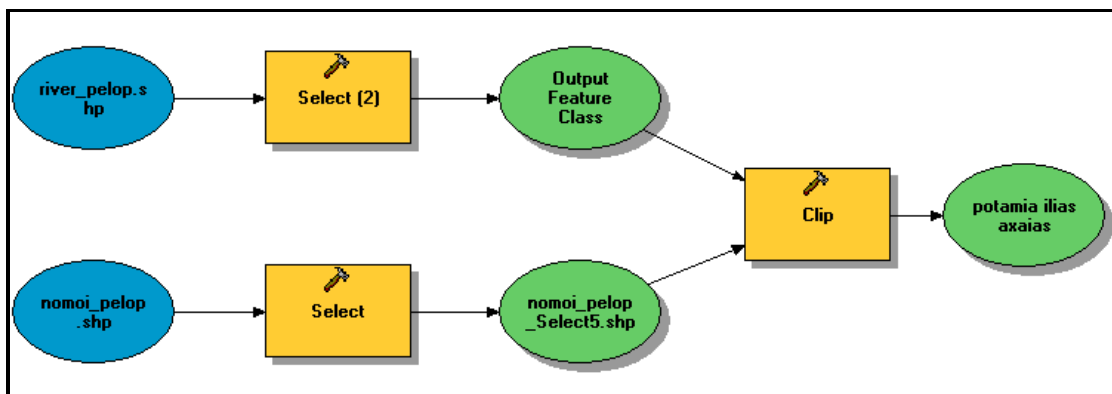 river_pelop.s
hp
Select (2)
Output
Feature
Class
Clip
potamia ilias
axaias
nomoi_pelop
.shp
Select
nomoi_pelop
_Select5.shp